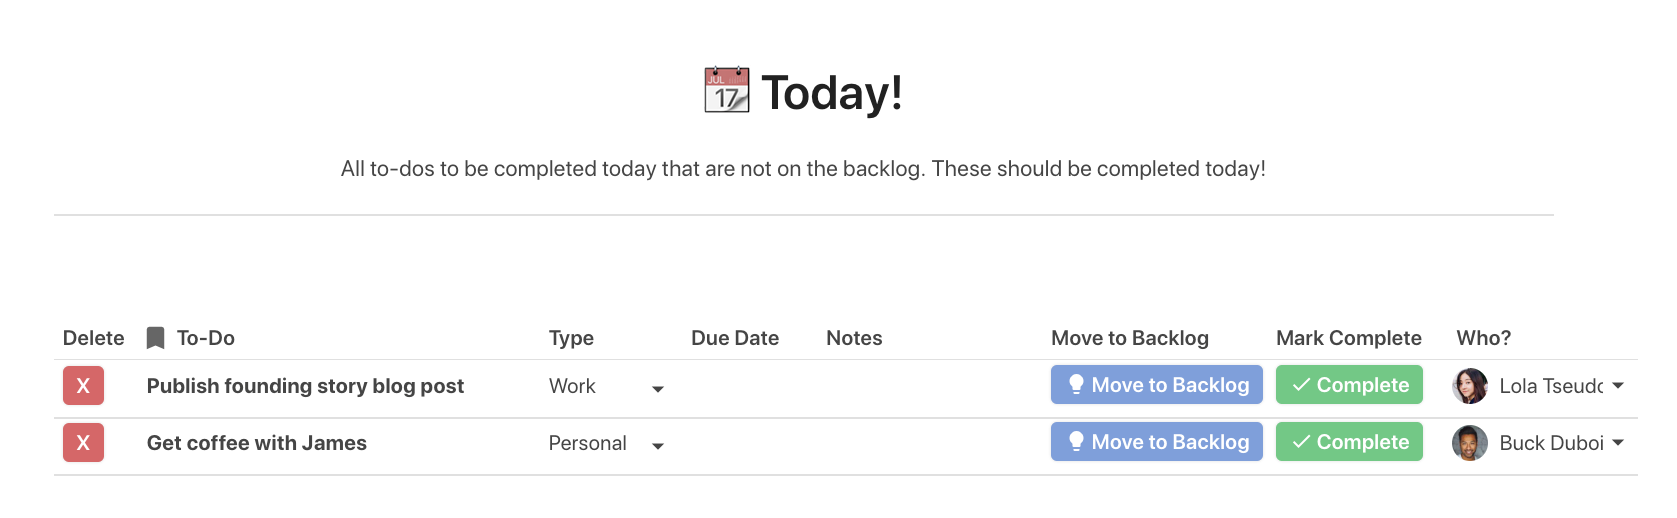 JUL
17
Today!
All to-dos to be completed today that are not on the backlog. These should be completed today!
Delete To-Do Type Due Date Notes Move to Backlog Mark Complete Who?
X Publish founding story blog post Work Move to Backlog Complete Lola Tseudo
X Get coffee with James Personal Move to Backlog Complete Buck Duboi